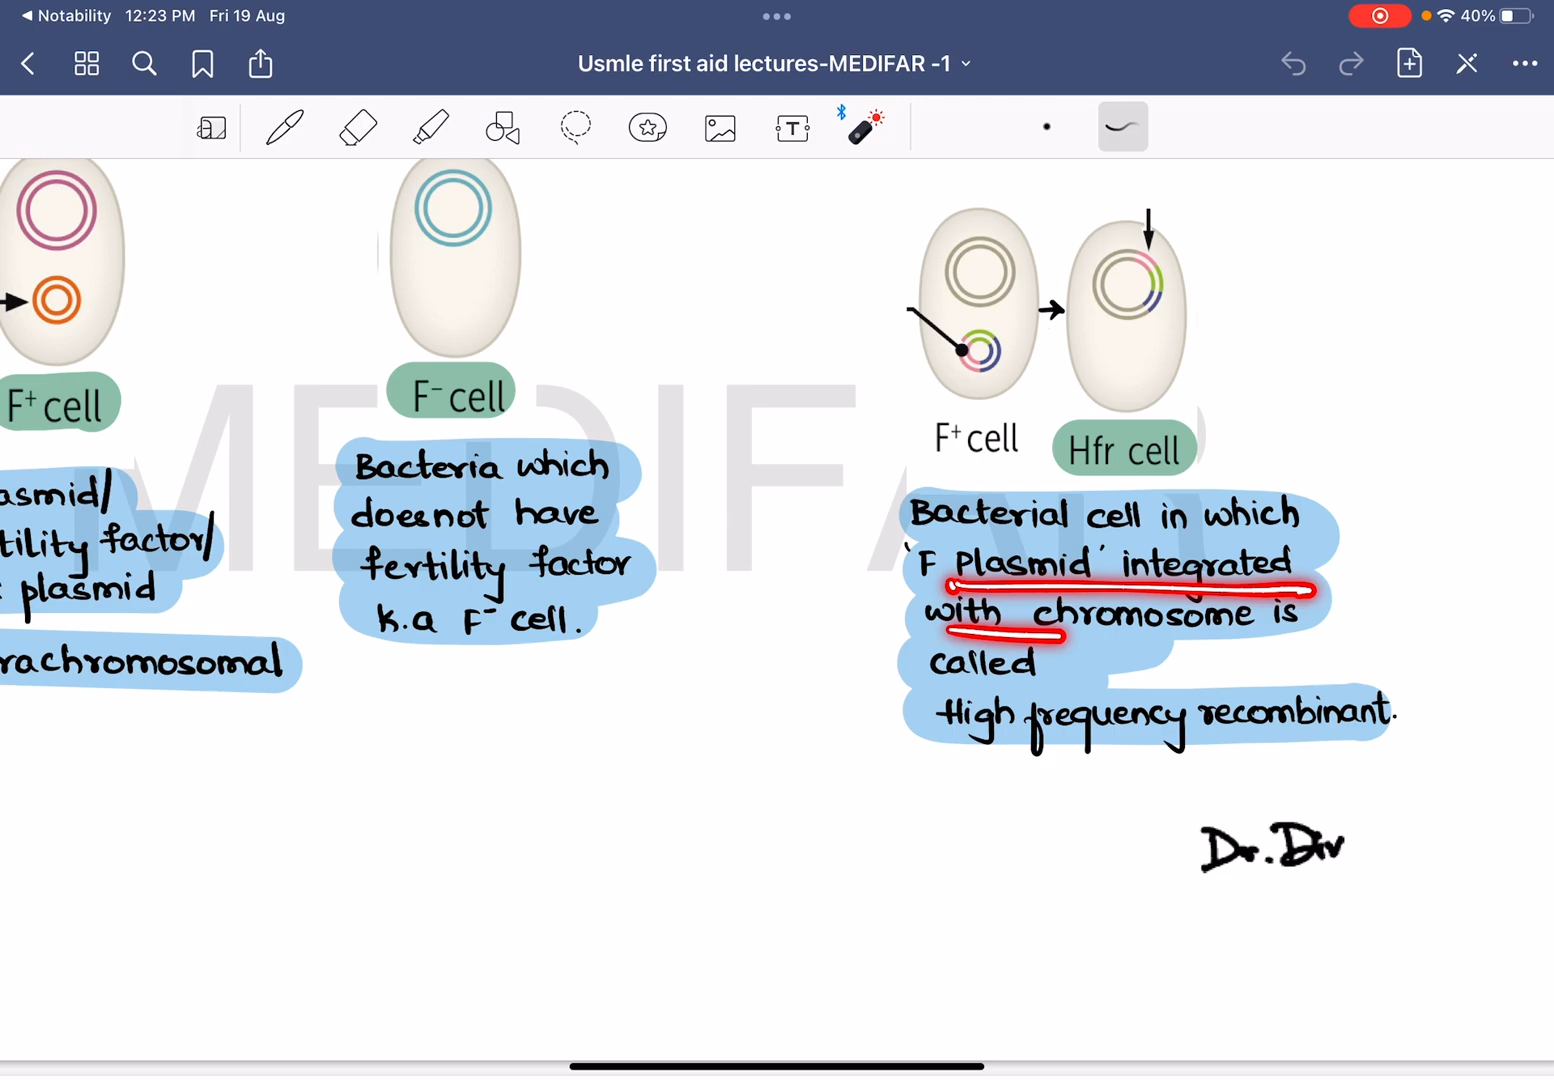 Notability 12:23 PM Fri 19 Aug
40%
Usmle first aid lectures-MEDIFAR -1
T
MEDIFAR
F+ cell
asmid/
tility factor/
plasmid
rachromosomal
F- cell
Bacteria which
doesnot have
fertility factor
k.a F- cell.
F+ cell
Hfr cell
Bacterial cell in which
'F Plasmid' integrated
with chromosome is
called
High frequency recombinant.
Dr. Div